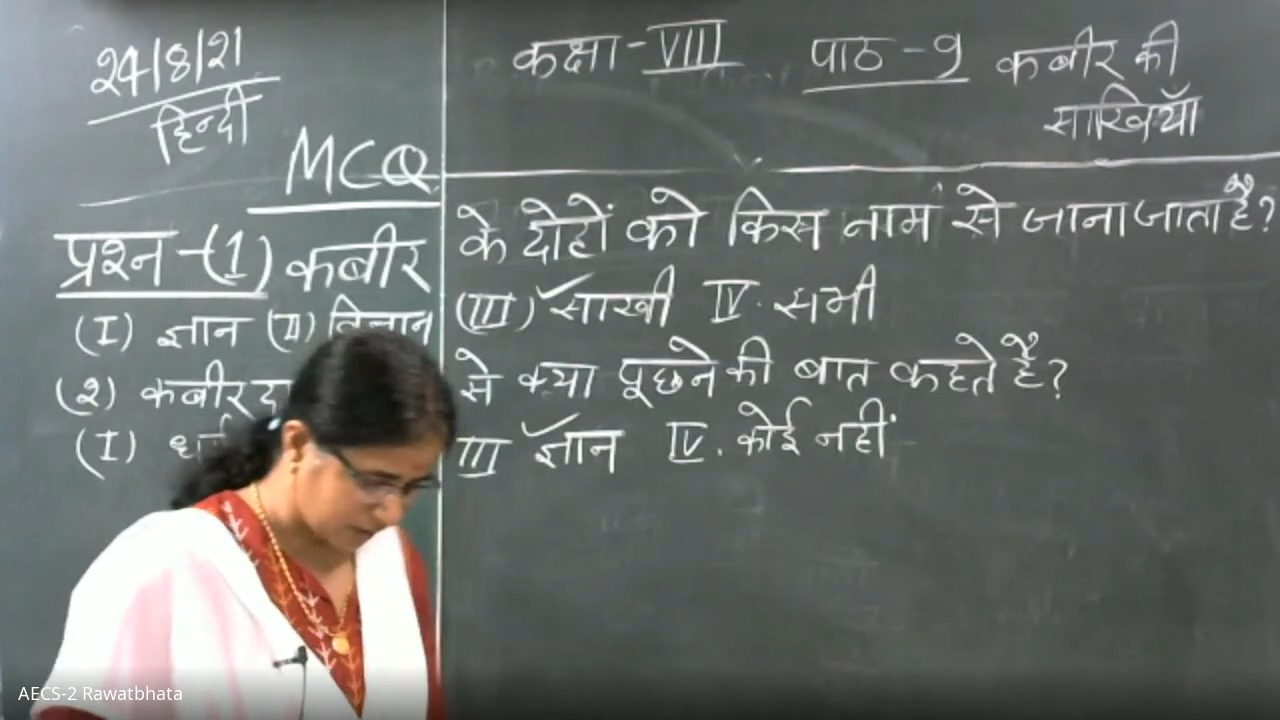 24/8/21
हिन्दी
कक्षा - VIII पाठ - 9 कबीर की
साखियाँ
MCQ.
प्रश्न - (1) कबीर के दोहों को किस नाम से जाना जाता है?
(I) ज्ञान (II) विज्ञान (III) साखी IV. सभी
(2) कबीर से क्या पूछने की बात कहते है?
(I) III ज्ञान IV. कोई नहीं
AECS-2 Rawatbhata